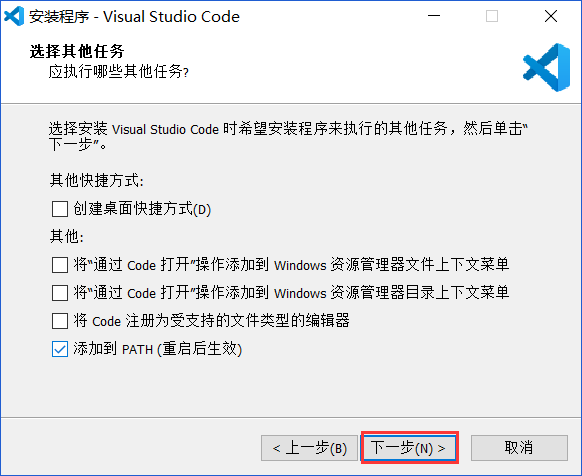 安装程序 - Visual Studio Code
选择其他任务
应执行哪些其他任务?
选择安装 Visual Studio Code 时希望安装程序来执行的其他任务，然后单击“
下一步”。
其他快捷方式:
创建桌面快捷方式(D)
其他:
将“通过 Code 打开”操作添加到 Windows 资源管理器文件上下文菜单
将“通过 Code 打开”操作添加到 Windows 资源管理器目录上下文菜单
将 Code 注册为受支持的文件类型的编辑器
添加到 PATH (重启后生效)
< 上一步(B) 下一步(N) > 取消